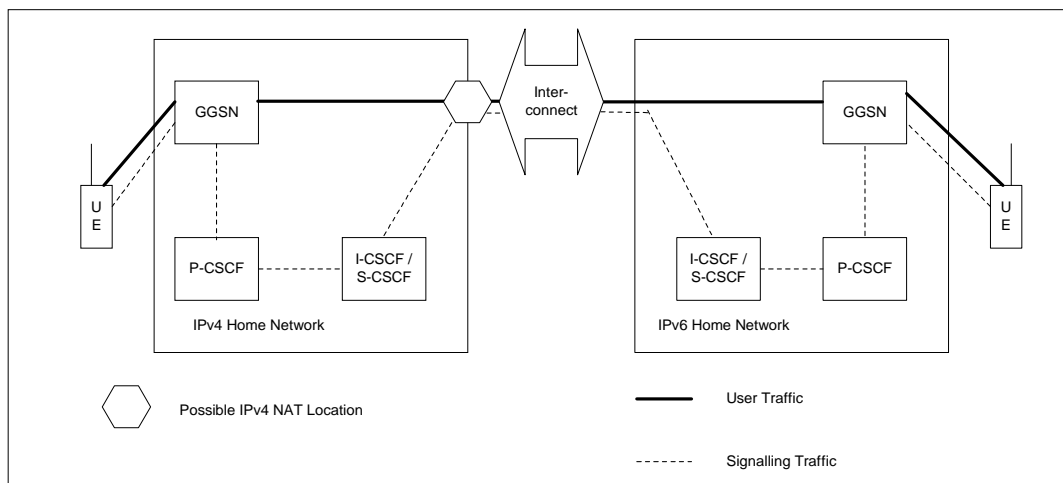 Inter-
connect
GGSN
GGSN
U
E
U
E
P-CSCF
I-CSCF /
S-CSCF
I-CSCF /
S-CSCF
P-CSCF
IPv4 Home Network
IPv6 Home Network
Possible IPv4 NAT Location
User Traffic
Signalling Traffic